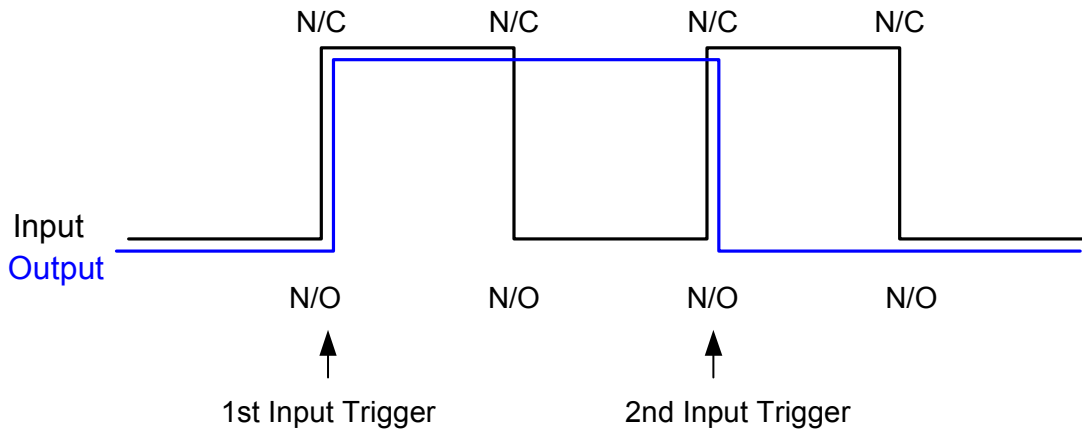 N/C N/C N/C N/C
Input
Output
N/O N/O N/O N/O
1st Input Trigger 2nd Input Trigger